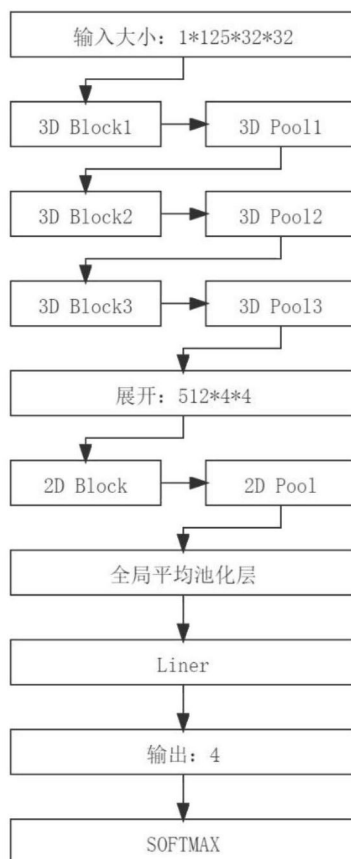 输入大小：1*125*32*32
3D Block1
3D Pool1
3D Block2
3D Pool2
3D Block3
3D Pool3
展开：512*4*4
2D Block
2D Pool
全局平均池化层
Liner
输出：4
SOFTMAX